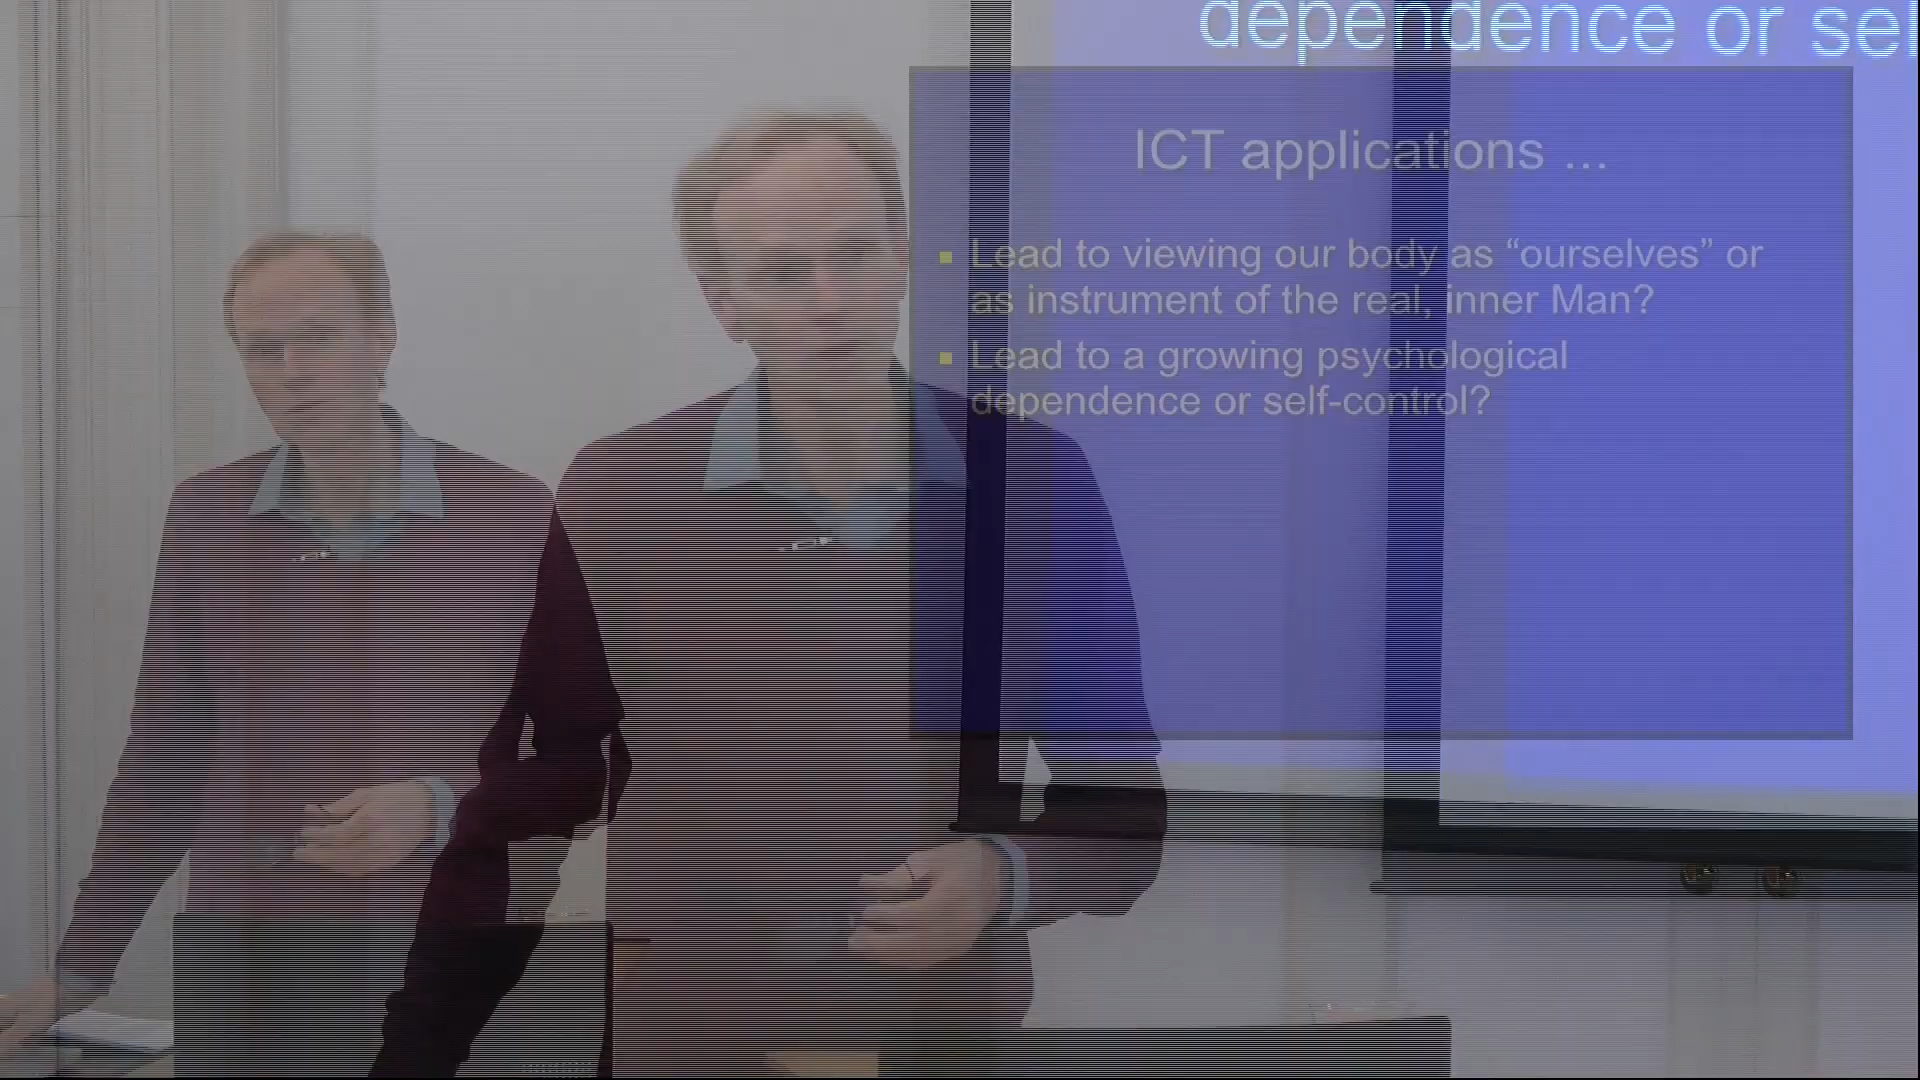 dependence or sel
ICT applications ...
Lead to viewing our body as “ourselves” or
as instrument of the real, inner Man?
Lead to a growing psychological
dependence or self-control?